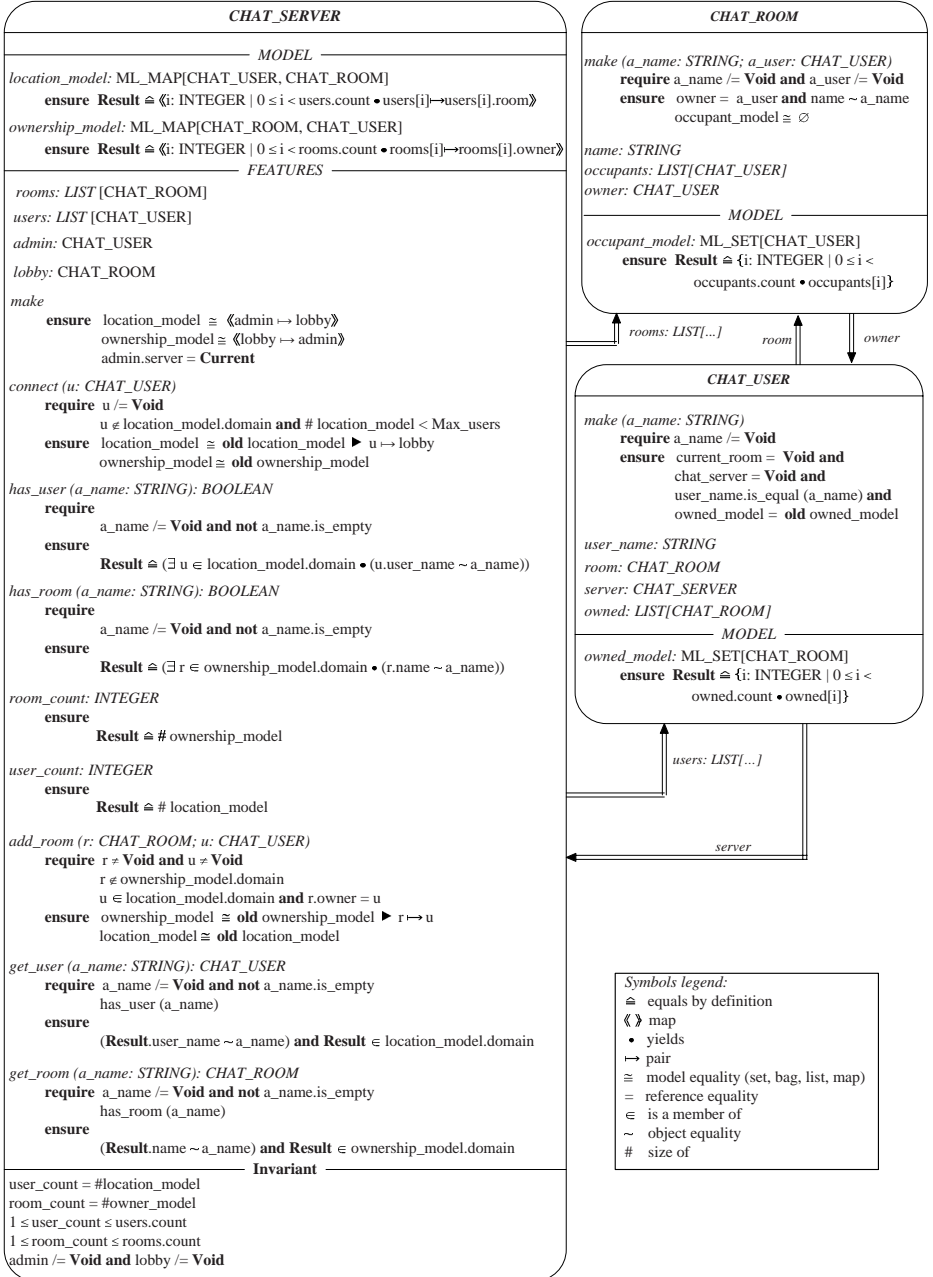 CHAT_SERVER
MODEL
location_model: ML_MAP[CHAT_USER, CHAT_ROOM]
ensure Result ≙ ⟪i: INTEGER | 0 ≤ i < users.count • users[i]↦users[i].room⟫
ownership_model: ML_MAP[CHAT_ROOM, CHAT_USER]
ensure Result ≙ ⟪i: INTEGER | 0 ≤ i < rooms.count • rooms[i]↦rooms[i].owner⟫
FEATURES
rooms: LIST [CHAT_ROOM]
users: LIST [CHAT_USER]
admin: CHAT_USER
lobby: CHAT_ROOM
make
ensure location_model ≅ ⟪admin ↦ lobby⟫
ownership_model ≅ ⟪lobby ↦ admin⟫
admin.server = Current
connect (u: CHAT_USER)
require u /= Void
u ∉ location_model.domain and # location_model < Max_users
ensure location_model ≅ old location_model ► u ↦ lobby
ownership_model ≅ old ownership_model
has_user (a_name: STRING): BOOLEAN
require
a_name /= Void and not a_name.is_empty
ensure
Result ≙ (∃ u ∈ location_model.domain • (u.user_name ~ a_name))
has_room (a_name: STRING): BOOLEAN
require
a_name /= Void and not a_name.is_empty
ensure
Result ≙ (∃ r ∈ ownership_model.domain • (r.name ~ a_name))
room_count: INTEGER
ensure
Result ≙ # ownership_model
user_count: INTEGER
ensure
Result ≙ # location_model
add_room (r: CHAT_ROOM; u: CHAT_USER)
require r ≠ Void and u ≠ Void
r ∉ ownership_model.domain
u ∈ location_model.domain and r.owner = u
ensure ownership_model ≅ old ownership_model ► r ↦ u
location_model ≅ old location_model
get_user (a_name: STRING): CHAT_USER
require a_name /= Void and not a_name.is_empty
has_user (a_name)
ensure
(Result.user_name ~ a_name) and Result ∈ location_model.domain
get_room (a_name: STRING): CHAT_ROOM
require a_name /= Void and not a_name.is_empty
has_room (a_name)
ensure
(Result.name ~ a_name) and Result ∈ ownership_model.domain
Invariant
user_count = #location_model
room_count = #owner_model
1 ≤ user_count ≤ users.count
1 ≤ room_count ≤ rooms.count
admin /= Void and lobby /= Void
CHAT_ROOM
make (a_name: STRING; a_user: CHAT_USER)
require a_name /= Void and a_user /= Void
ensure owner = a_user and name ~ a_name
occupant_model ≅ ∅
name: STRING
occupants: LIST[CHAT_USER]
owner: CHAT_USER
MODEL
occupant_model: ML_SET[CHAT_USER]
ensure Result ≙ {i: INTEGER | 0 ≤ i <
occupants.count • occupants[i]}
rooms: LIST[...]
room
owner
CHAT_USER
make (a_name: STRING)
require a_name /= Void
ensure current_room = Void and
chat_server = Void and
user_name.is_equal (a_name) and
owned_model = old owned_model
user_name: STRING
room: CHAT_ROOM
server: CHAT_SERVER
owned: LIST[CHAT_ROOM]
MODEL
owned_model: ML_SET[CHAT_ROOM]
ensure Result ≙ {i: INTEGER | 0 ≤ i <
owned.count • owned[i]}
users: LIST[...]
server
Symbols legend:
≙ equals by definition
⟪ ⟫ map
• yields
↦ pair
≅ model equality (set, bag, list, map)
= reference equality
∈ is a member of
~ object equality
# size of